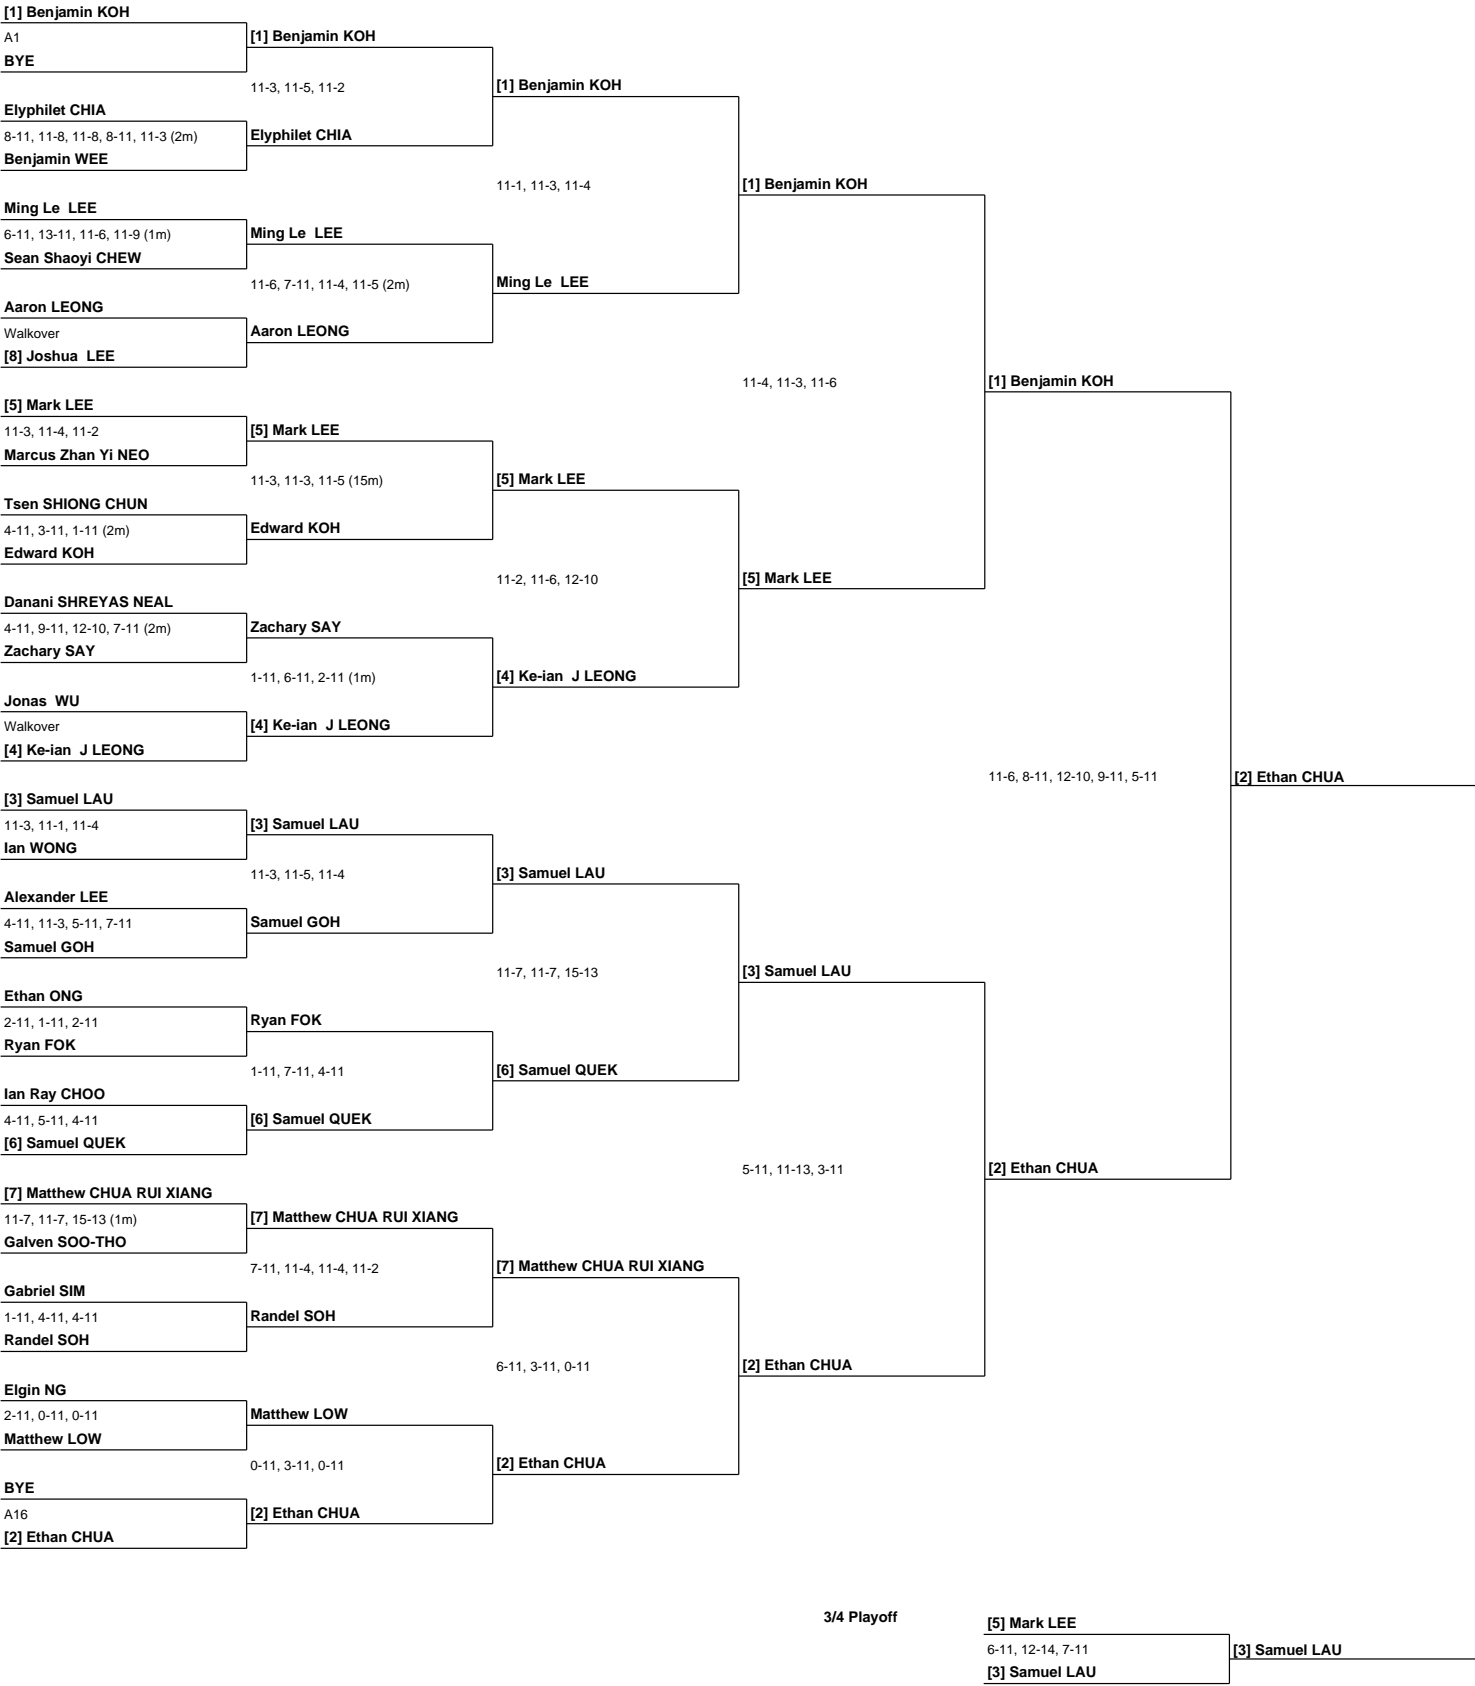 [1] Benjamin KOH
A1
BYE
Elyphilet CHIA
8-11, 11-8, 11-8, 8-11, 11-3 (2m)
Benjamin WEE
Ming Le  LEE
6-11, 13-11, 11-6, 11-9 (1m)
Sean Shaoyi CHEW
Aaron LEONG
Walkover
[8] Joshua  LEE
[5] Mark LEE
11-3, 11-4, 11-2
Marcus Zhan Yi NEO
Tsen SHIONG CHUN
4-11, 3-11, 1-11 (2m)
Edward KOH
Danani SHREYAS NEAL
4-11, 9-11, 12-10, 7-11 (2m)
Zachary SAY
Jonas  WU
Walkover
[4] Ke-ian  J LEONG
[3] Samuel LAU
11-3, 11-1, 11-4
Ian WONG
Alexander LEE
4-11, 11-3, 5-11, 7-11
Samuel GOH
Ethan ONG
2-11, 1-11, 2-11
Ryan FOK
Ian Ray CHOO
4-11, 5-11, 4-11
[6] Samuel QUEK
[7] Matthew CHUA RUI XIANG
11-7, 11-7, 15-13 (1m)
Galven SOO-THO
Gabriel SIM
1-11, 4-11, 4-11
Randel SOH
Elgin NG
2-11, 0-11, 0-11
Matthew LOW
BYE
A16
[2] Ethan CHUA
[1] Benjamin KOH
11-3, 11-5, 11-2
Elyphilet CHIA
Ming Le  LEE
11-6, 7-11, 11-4, 11-5 (2m)
Aaron LEONG
[5] Mark LEE
11-3, 11-3, 11-5 (15m)
Edward KOH
Zachary SAY
1-11, 6-11, 2-11 (1m)
[4] Ke-ian  J LEONG
[3] Samuel LAU
11-3, 11-5, 11-4
Samuel GOH
Ryan FOK
1-11, 7-11, 4-11
[6] Samuel QUEK
[7] Matthew CHUA RUI XIANG
7-11, 11-4, 11-4, 11-2
Randel SOH
Matthew LOW
0-11, 3-11, 0-11
[2] Ethan CHUA
[1] Benjamin KOH
11-1, 11-3, 11-4
Ming Le  LEE
[5] Mark LEE
11-2, 11-6, 12-10
[4] Ke-ian  J LEONG
[3] Samuel LAU
11-7, 11-7, 15-13
[6] Samuel QUEK
[7] Matthew CHUA RUI XIANG
6-11, 3-11, 0-11
[2] Ethan CHUA
[1] Benjamin KOH
11-4, 11-3, 11-6
[5] Mark LEE
[3] Samuel LAU
5-11, 11-13, 3-11
[2] Ethan CHUA
[1] Benjamin KOH
11-6, 8-11, 12-10, 9-11, 5-11
[2] Ethan CHUA
[2] Ethan CHUA
3/4 Playoff
[5] Mark LEE
6-11, 12-14, 7-11
[3] Samuel LAU
[3] Samuel LAU